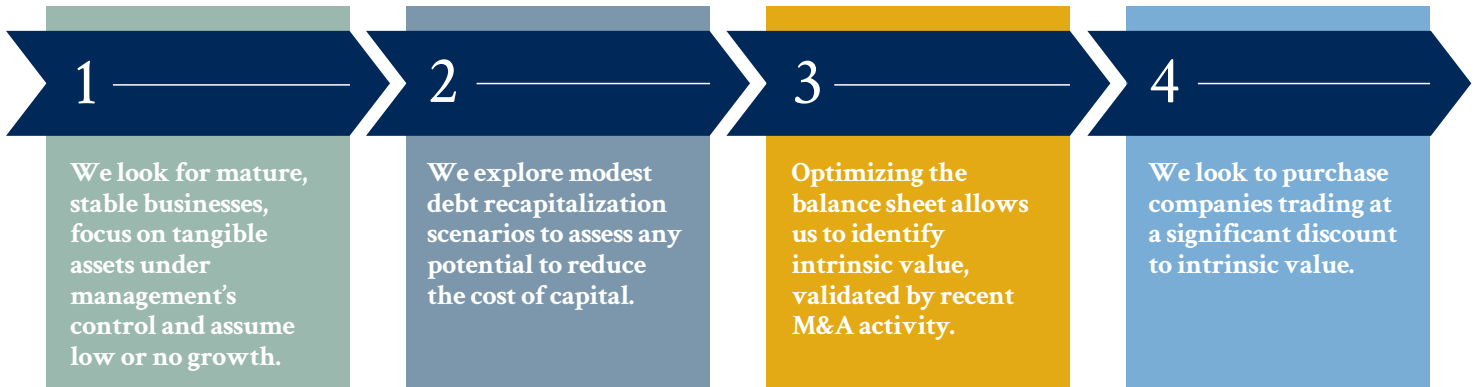 1
We look for mature,
stable businesses,
focus on tangible
assets under
management’s
control and assume
low or no growth.
2
We explore modest
debt recapitalization
scenarios to assess any
potential to reduce
the cost of capital.
3
Optimizing the
balance sheet allows
us to identify
intrinsic value,
validated by recent
M&A activity.
4
We look to purchase
companies trading at
a significant discount
to intrinsic value.